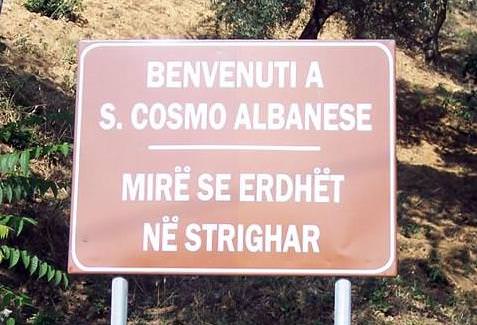 BENVENUTI A
S. COSMO ALBANESE
MIRË SE ERDHËT
NË STRIGHAR